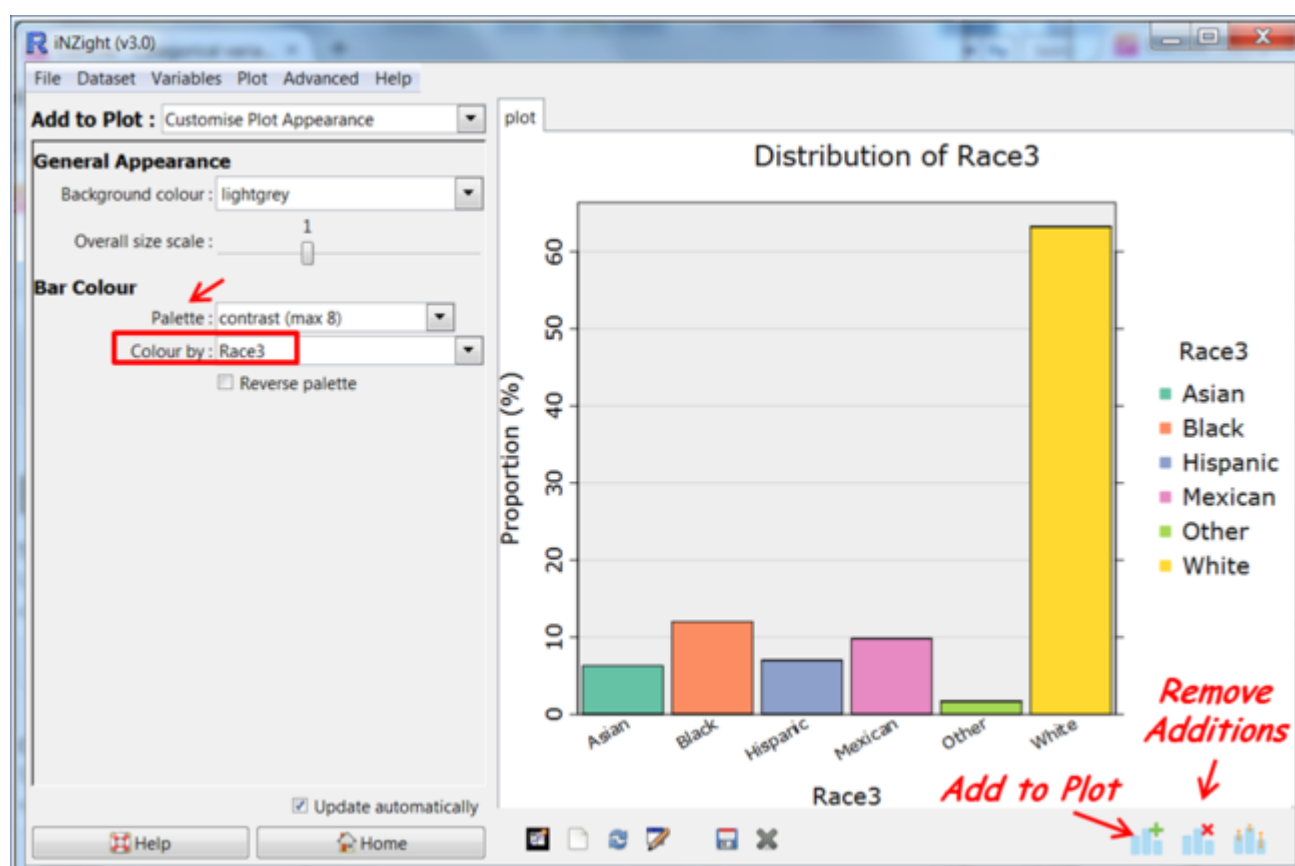 iNZight (v3.0)
File Dataset Variables Plot Advanced Help
Add to Plot : Customise Plot Appearance
General Appearance
Background colour : lightgrey
Overall size scale : 1
Bar Colour
Palette : contrast (max 8)
Colour by : Race3
Reverse palette
Update automatically
Help Home
plot
Distribution of Race3
Proportion (%)
60
50
40
30
20
10
0
Asian Black Hispanic Mexican Other White
Race3
Race3
Asian
Black
Hispanic
Mexican
Other
White
Remove
Additions
Add to Plot